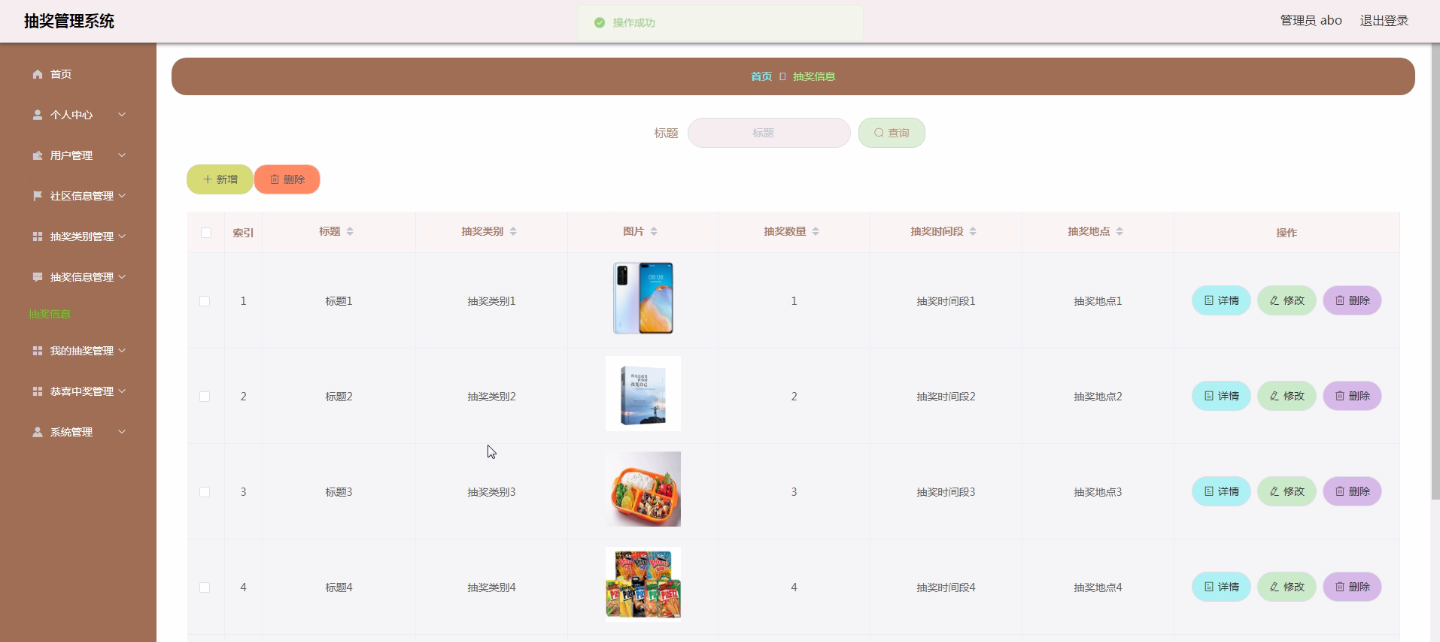 抽奖管理系统
操作成功
管理员 abo
退出登录
首页
个人中心
用户管理
社区信息管理
抽奖类别管理
抽奖信息管理
抽奖信息
我的抽奖管理
恭喜中奖管理
系统管理
首页
抽奖信息
标题
标题
查询
新增
删除
索引 标题 抽奖类别 图片 抽奖数量 抽奖时间段 抽奖地点 操作
1 标题1 抽奖类别1 1 抽奖时间段1 抽奖地点1 详情 修改 删除
2 标题2 抽奖类别2 2 抽奖时间段2 抽奖地点2 详情 修改 删除
3 标题3 抽奖类别3 3 抽奖时间段3 抽奖地点3 详情 修改 删除
4 标题4 抽奖类别4 4 抽奖时间段4 抽奖地点4 详情 修改 删除